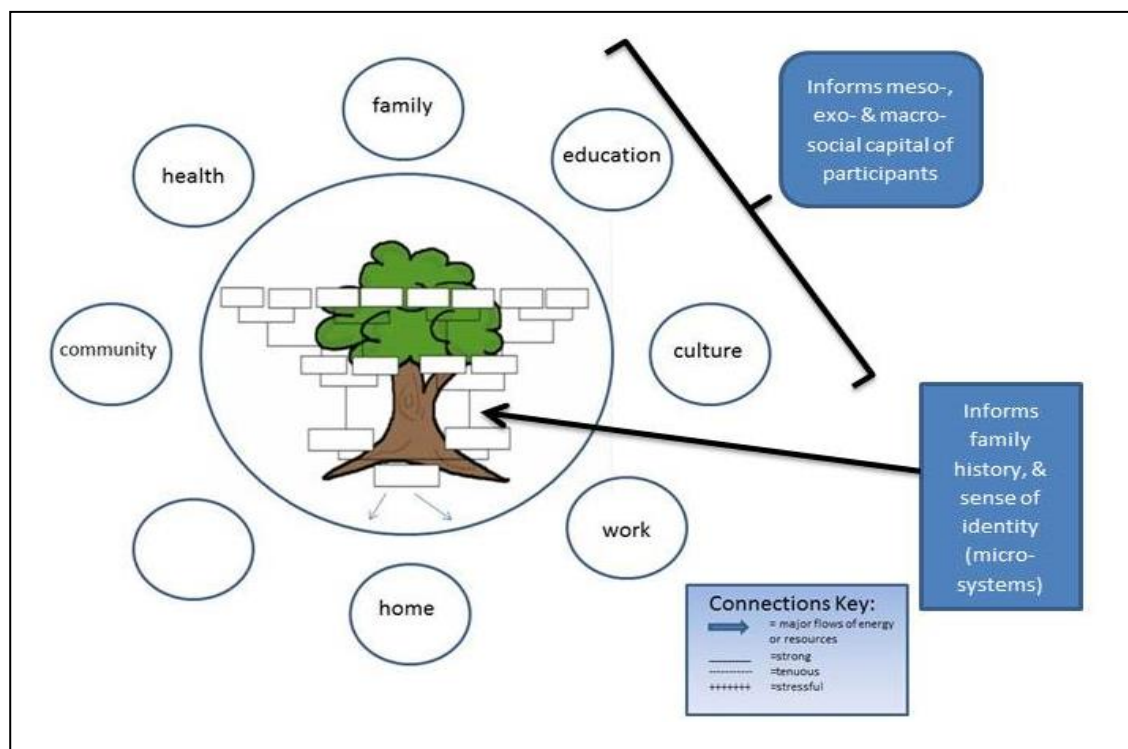 family
education
health
community
culture
work
home
Informs meso-,
exo- & macro-
social capital of
participants
Informs
family
history, &
sense of
identity
(micro-
systems)
Connections Key:
= major flows of energy
or resources
=strong
=tenuous
+++++++ =stressful